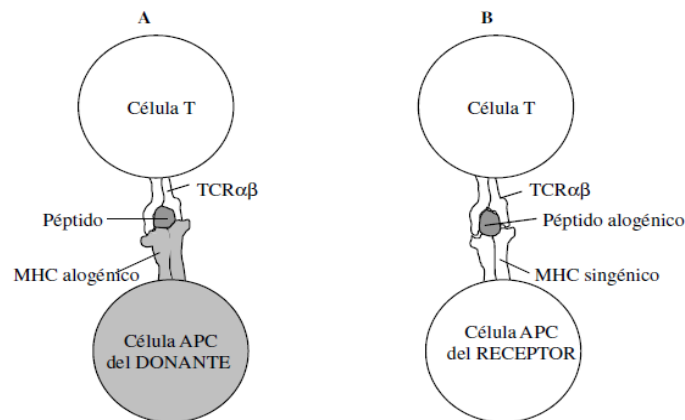 A
Célula T
TCRαβ
Péptido
MHC alogénico
Célula APC
del DONANTE
B
Célula T
TCRαβ
Péptido alogénico
MHC singénico
Célula APC
del RECEPTOR